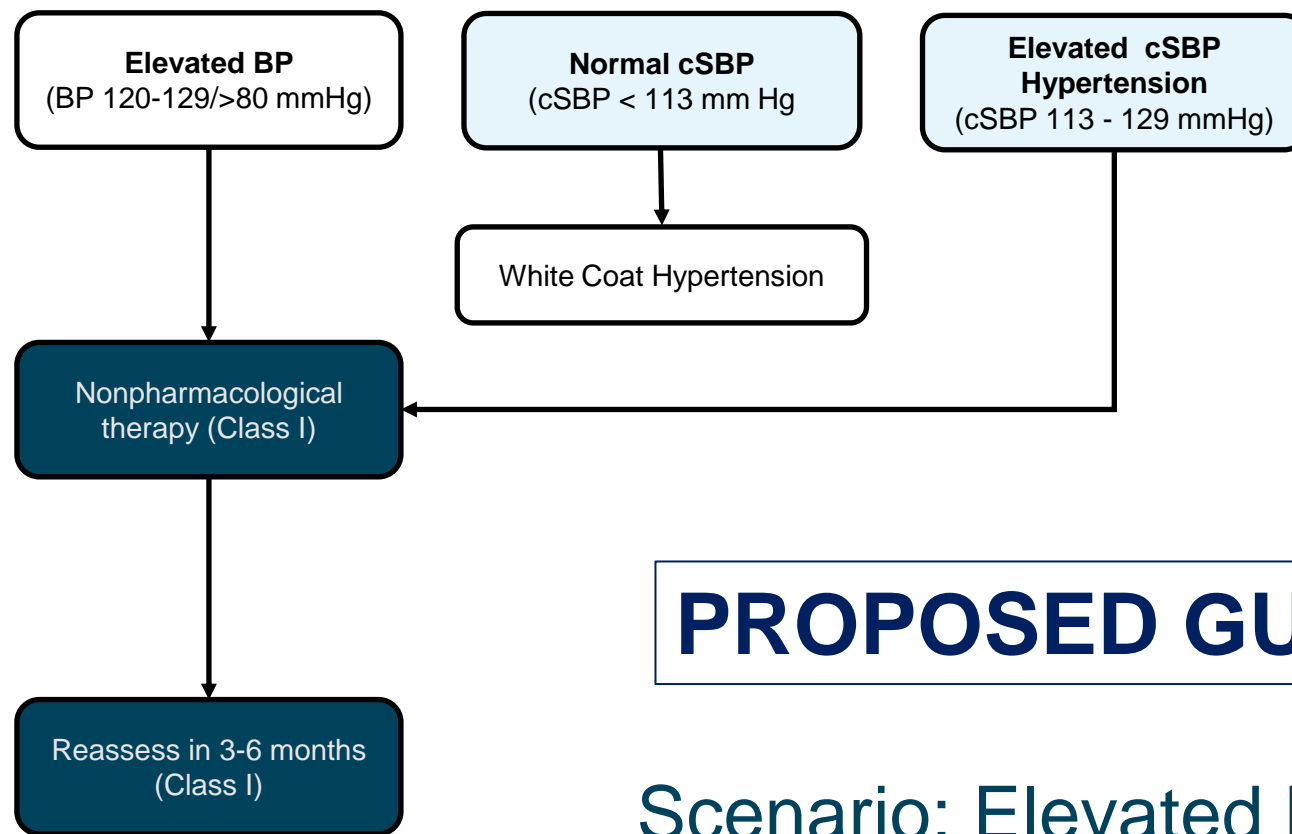 Elevated BP
(BP 120-129/>80 mmHg)
Normal cSBP
(cSBP < 113 mm Hg
Elevated cSBP
Hypertension
(cSBP 113 - 129 mmHg)
White Coat Hypertension
Nonpharmacological
therapy (Class I)
PROPOSED
Reassess in 3-6 months
(Class I)
Scenario: Elevated